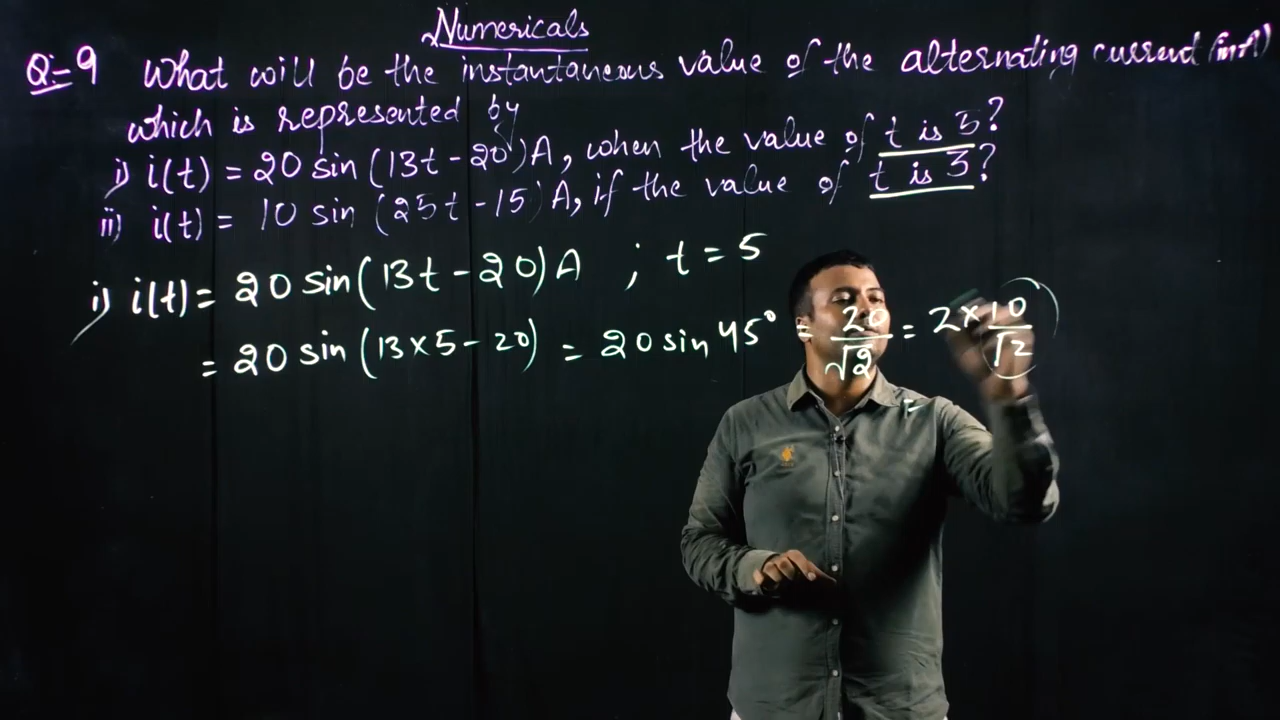 Numericals
Q:-9 What will be the instantaneous value of the alternating current (in A)
which is represented by
i) i(t) = 20 sin (13t - 20)A, when the value of t is 5?
ii) i(t) = 10 sin (25t - 15)A, if the value of t is 3?
i) i(t) = 20 sin (13t - 20) A ; t = 5
= 20 sin (13 × 5 - 20) = 20 sin 45° = 20/√2 = 2 × 10/√2
=